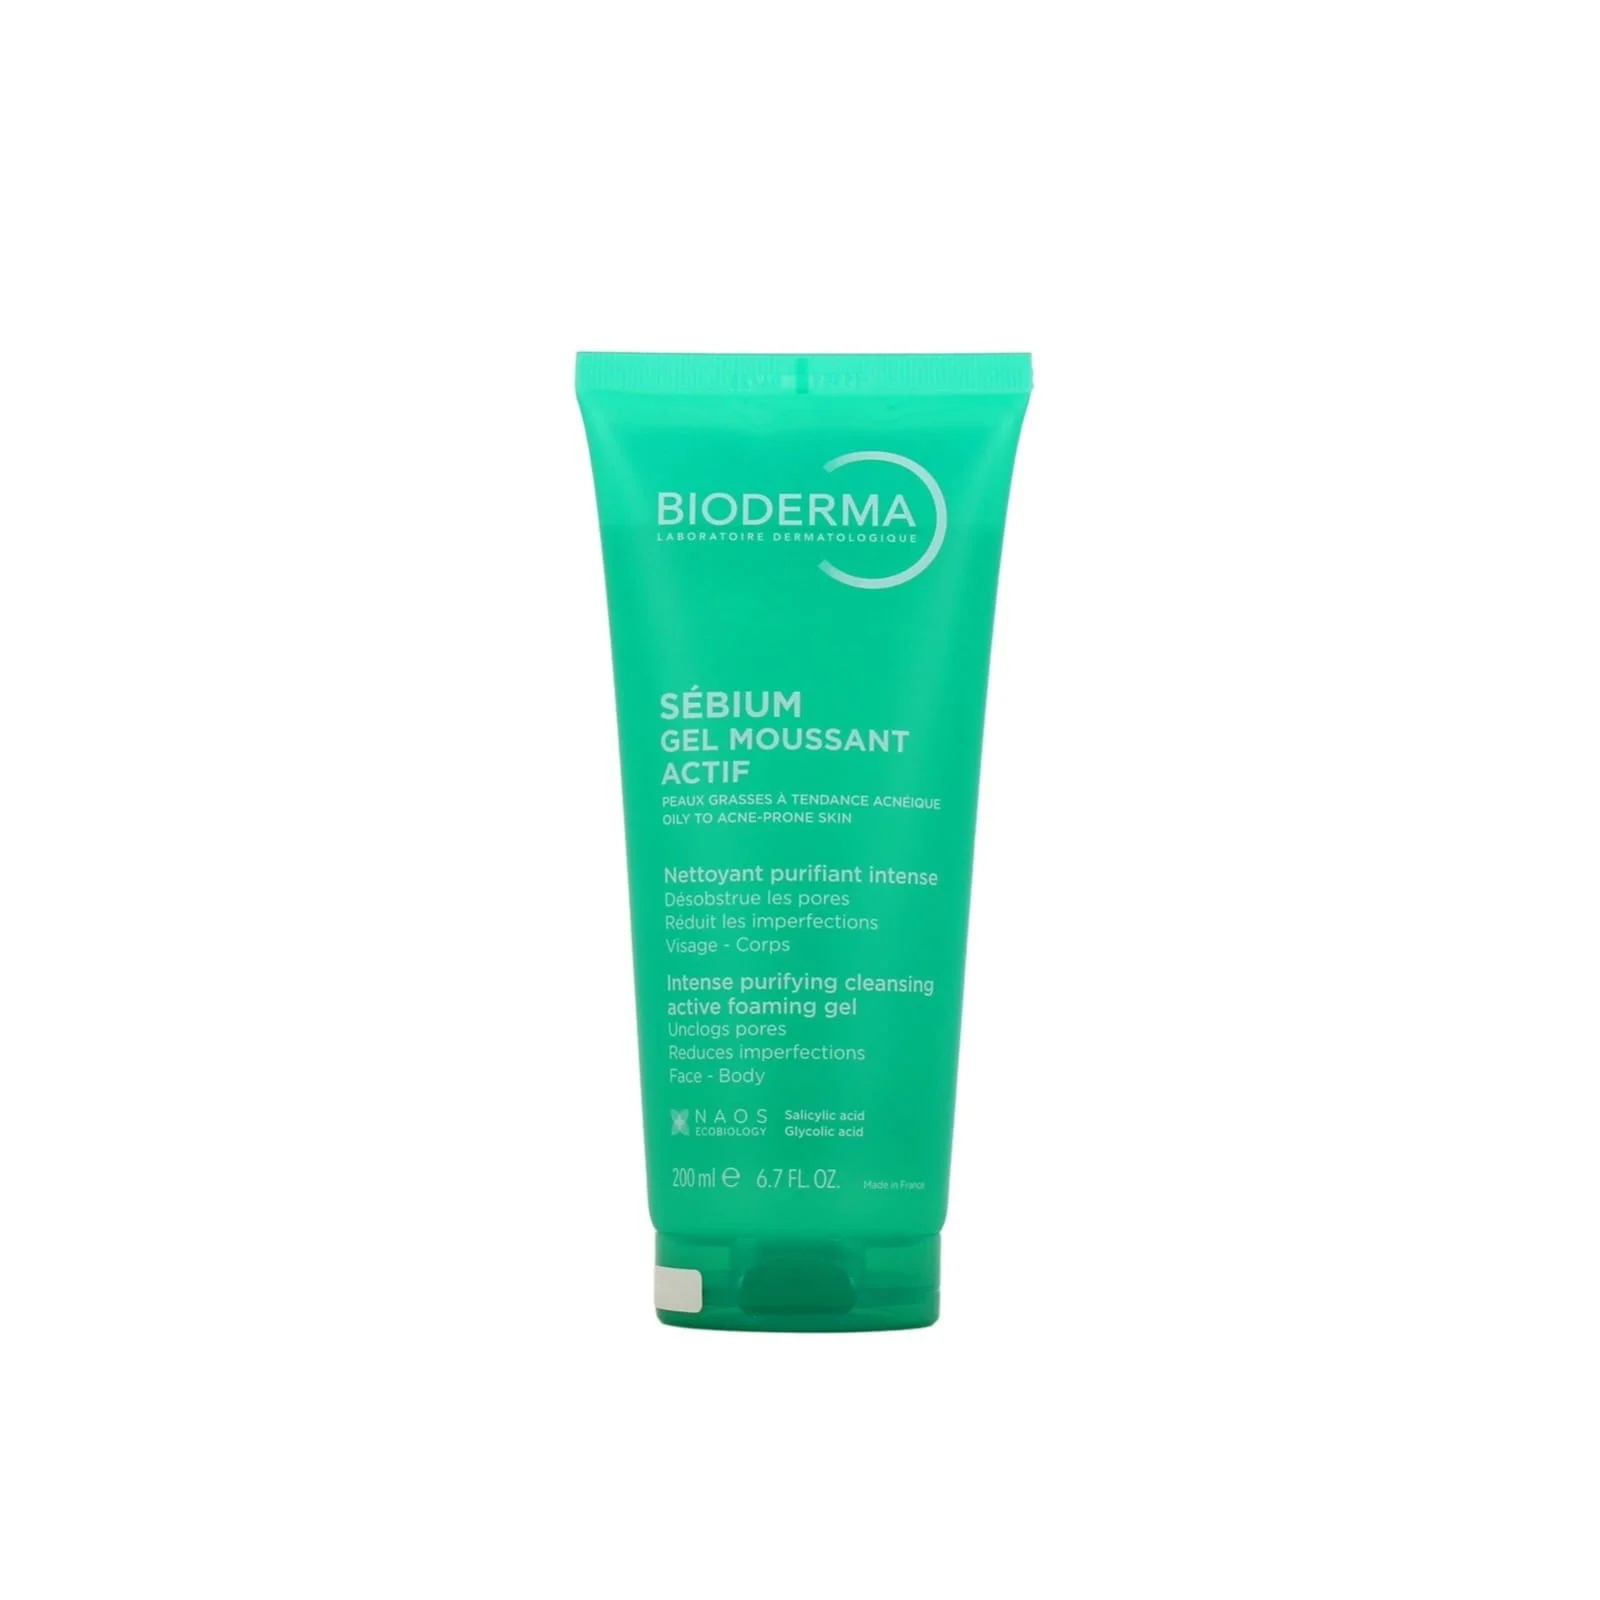 BIODERMA
LABORATOIRE DERMATOLOGIQUE
SÉBIUM
GEL MOUSSANT
ACTIF
PEAUX GRASSES À TENDANCE ACNÉIQUE
OILY TO ACNE-PRONE SKIN
Nettoyant purifiant intense
Désobstrue les pores
Réduit les imperfections
Visage - Corps
Intense purifying cleansing
active foaming gel
Unclogs pores
Reduces imperfections
Face - Body
NAOS
ECOBIOLOGY
Salicylic acid
Glycolic acid
200 ml ℮ 6.7 FL. OZ.
Made in France